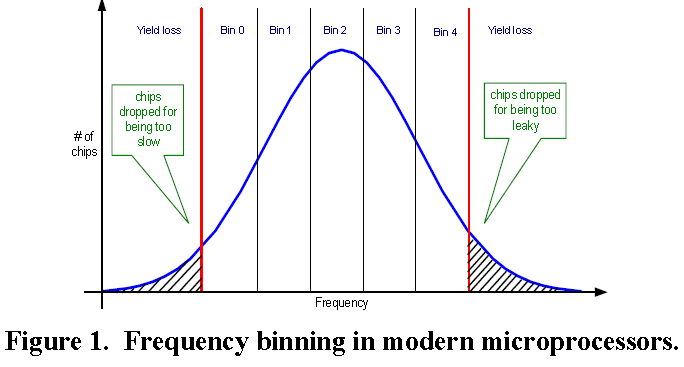 Yield loss
Bin 0
Bin 1
Bin 2
Bin 3
Bin 4
Yield loss
chips
dropped for
being too
slow
chips dropped
for being too
leaky
# of
chips
Frequency
Figure 1. Frequency binning in modern microprocessors.